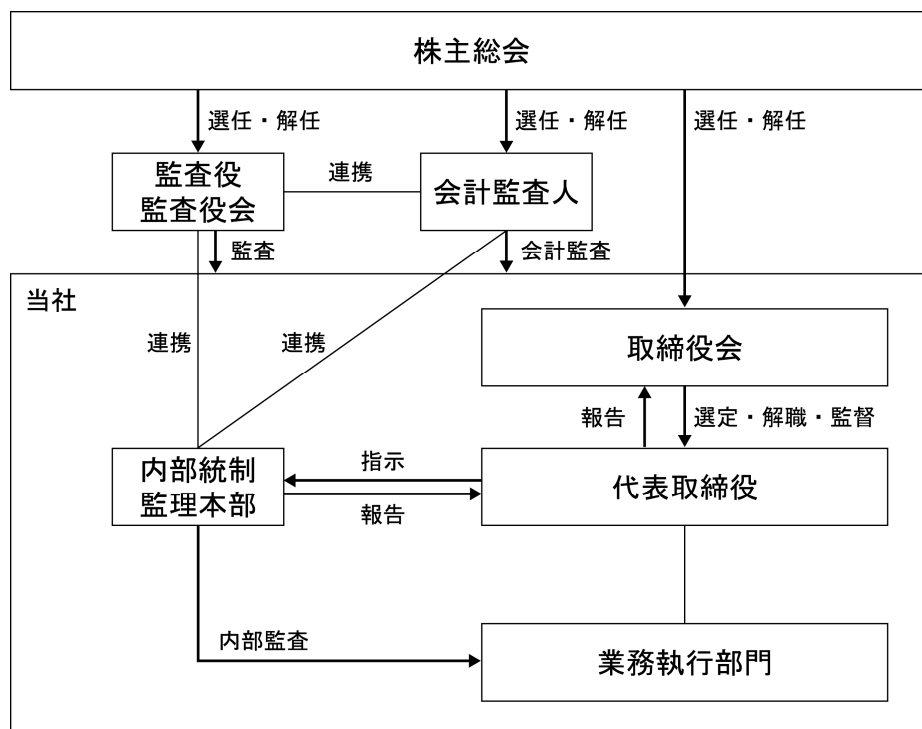 株主総会
選任・解任
選任・解任
選任・解任
監査役
監査役会
連携
会計監査人
監査
会計監査
当社
連携
連携
取締役会
報告
選定・解職・監督
内部統制
監理本部
指示
報告
代表取締役
内部監査
業務執行部門